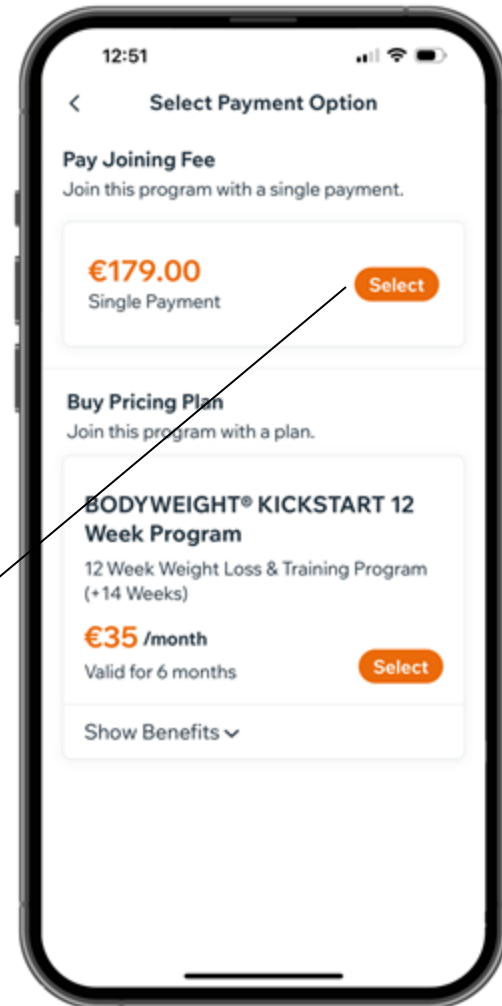 12:51
Select Payment Option
Pay Joining Fee
Join this program with a single payment.
€179.00
Select
Single Payment
Buy Pricing Plan
Join this program with a plan.
BODYWEIGHT® KICKSTART 12
Week Program
12 Week Weight Loss & Training Program
(+14 Weeks)
€35 /month
Valid for 6 months
Select
Show Benefits